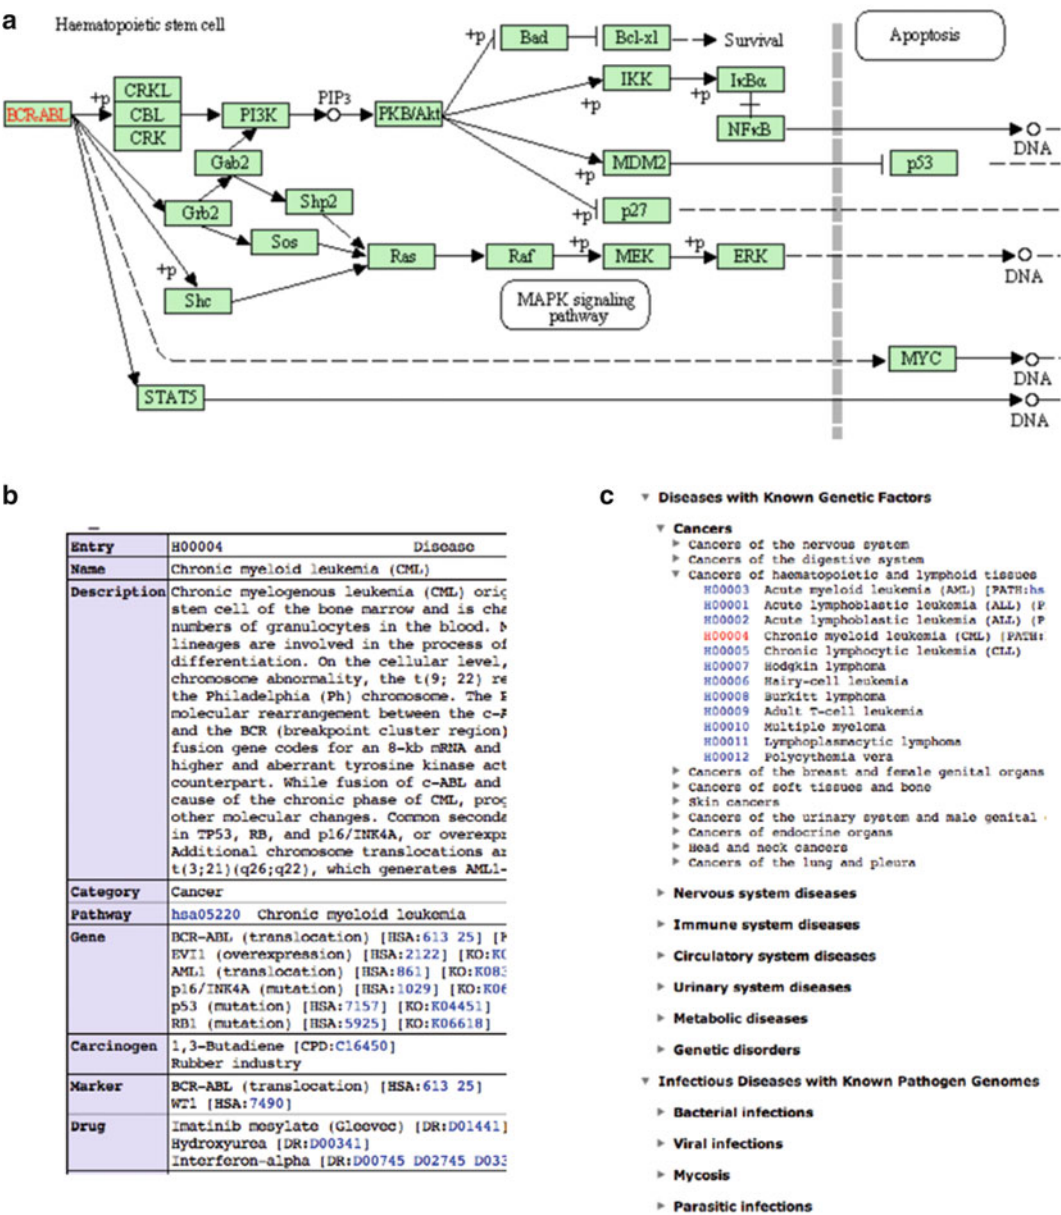 a
Haematopoietic stem cell
+p
Bad
Bcl-xl
Survival
Apoptosis
CRKL
IKK
IκBα
+p
PIP3
+p
+p
BCR-ABL
CBL
PI3K
PKB/Akt
CRK
NFκB
DNA
Gab2
MDM2
p53
+p
Shp2
Grb2
+p
p27
Sos
+p
+p
+p
Ras
Raf
MEK
ERK
DNA
Shc
MAPK signaling
pathway
MYC
DNA
STAT5
DNA
b
Entry H00004 Disease
Name Chronic myeloid leukemia (CML)
Description Chronic myelogenous leukemia (CML) orig
stem cell of the bone marrow and is cha
numbers of granulocytes in the blood.
lineages are involved in the process of
differentiation. On the cellular level,
chromosome abnormality, the t(9; 22) re
the Philadelphia (Ph) chromosome. The
molecular rearrangement between the c-A
and the BCR (breakpoint cluster region)
fusion gene codes for an 8-kb mRNA and
higher and aberrant tyrosine kinase act
counterpart. While fusion of c-ABL and
cause of the chronic phase of CML, prog
other molecular changes. Common seconda
in TP53, RB, and p16/INK4A, or overexpr
Additional chromosome translocations ar
t(3;21)(q26;q22), which generates AML1-
Category Cancer
Pathway hsa05220 Chronic myeloid leukemia
Gene BCR-ABL (translocation) [HSA:613 25] [
EVI1 (overexpression) [HSA:2122] [KO:K0
AML1 (translocation) [HSA:861] [KO:K083
p16/INK4A (mutation) [HSA:1029] [KO:K06
p53 (mutation) [HSA:7157] [KO:K04451]
RB1 (mutation) [HSA:5925] [KO:K06618]
Carcinogen 1,3-Butadiene [CPD:C16450]
Rubber industry
Marker BCR-ABL (translocation) [HSA:613 25]
WT1 [HSA:7490]
Drug Imatinib mesylate (Gleevec) [DR:D01441]
Hydroxyurea [DR:D00341]
Interferon-alpha [DR:D00745 D02745 D033
c
Diseases with Known Genetic Factors
Cancers
Cancers of the nervous system
Cancers of the digestive system
Cancers of haematopoietic and lymphoid tissues
H00003 Acute myeloid leukemia (AML) [PATH:hs
H00001 Acute lymphoblastic leukemia (ALL) (P
H00002 Acute lymphoblastic leukemia (ALL) (P
H00004 Chronic myeloid leukemia (CML) [PATH:
H00005 Chronic lymphocytic leukemia (CLL)
H00007 Hodgkin lymphoma
H00006 Hairy-cell leukemia
H00008 Burkitt lymphoma
H00009 Adult T-cell leukemia
H00010 Multiple myeloma
H00011 Lymphoplasmacytic lymphoma
H00012 Polycythemia vera
Cancers of the breast and female genital organs
Cancers of soft tissues and bone
Skin cancers
Cancers of the urinary system and male genital
Cancers of endocrine organs
Head and neck cancers
Cancers of the lung and pleura
Nervous system diseases
Immune system diseases
Circulatory system diseases
Urinary system diseases
Metabolic diseases
Genetic disorders
Infectious Diseases with Known Pathogen Genomes
Bacterial infections
Viral infections
Mycosis
Parasitic infections